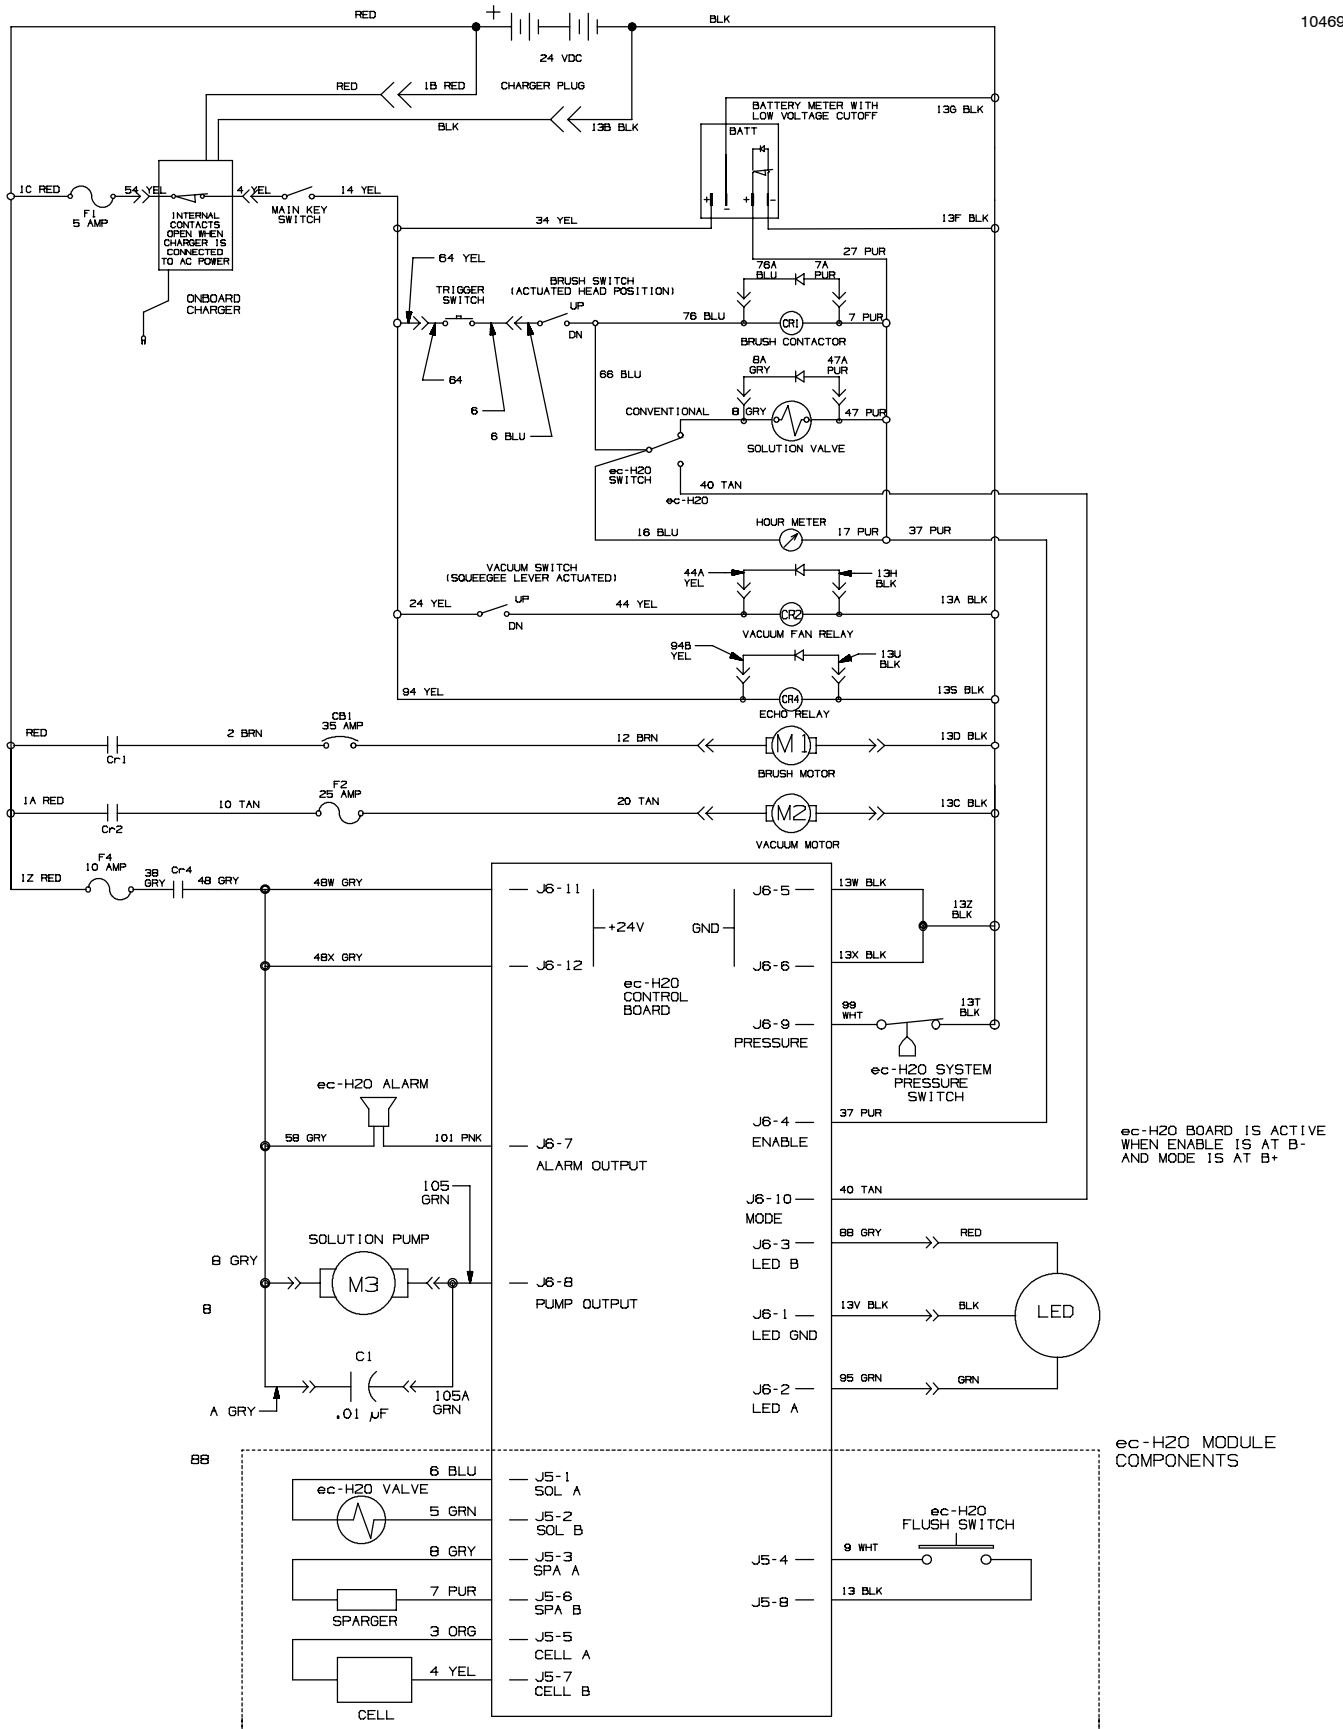 RED
+
BLK
10469
24 VDC
RED
1B RED
CHARGER PLUG
BLK
13B BLK
BATTERY METER WITH
LOW VOLTAGE CUTOFF
13G BLK
BATT
+ - + -
1C RED
F1
5 AMP
54 YEL
4 YEL
MAIN KEY
SWITCH
14 YEL
INTERNAL
CONTACTS
OPEN WHEN
CHARGER IS
CONNECTED
TO AC POWER
ONBOARD
CHARGER
34 YEL
13F BLK
27 PUR
64 YEL
TRIGGER
SWITCH
BRUSH SWITCH
(ACTUATED HEAD POSITION)
UP
DN
76A
BLU
7A
PUR
76 BLU
CR1
7 PUR
BRUSH CONTACTOR
64
6
6 BLU
66 BLU
8A
GRY
47A
PUR
CONVENTIONAL
8 GRY
47 PUR
SOLUTION VALVE
ec-H2O
SWITCH
ec-H2O
40 TAN
HOUR METER
16 BLU
17 PUR
37 PUR
VACUUM SWITCH
(SQUEEGEE LEVER ACTUATED)
24 YEL
UP
DN
44 YEL
44A
YEL
13H
BLK
CR2
13A BLK
VACUUM FAN RELAY
94B
YEL
13U
BLK
94 YEL
CR4
13S BLK
ECHO RELAY
RED
Cr1
2 BRN
CB1
35 AMP
12 BRN
M1
13D BLK
BRUSH MOTOR
1A RED
Cr2
10 TAN
F2
25 AMP
20 TAN
M2
13C BLK
VACUUM MOTOR
1Z RED
F4
10 AMP
38
GRY
Cr4
48 GRY
48W GRY
J6-11
+24V
J6-5
GND
13W BLK
13Z
BLK
48X GRY
J6-12
J6-6
13X BLK
ec-H2O
CONTROL
BOARD
J6-9
PRESSURE
99
WHT
13T
BLK
ec-H2O SYSTEM
PRESSURE
SWITCH
ec-H2O ALARM
58 GRY
101 PNK
J6-7
ALARM OUTPUT
J6-4
ENABLE
37 PUR
ec-H2O BOARD IS ACTIVE
WHEN ENABLE IS AT B-
AND MODE IS AT B+
105
GRN
J6-10
MODE
40 TAN
SOLUTION PUMP
8 GRY
M3
J6-8
PUMP OUTPUT
8
J6-3
LED B
88 GRY
RED
J6-1
LED GND
13V BLK
BLK
LED
C1
.01 µF
105A
GRN
A GRY
J6-2
LED A
95 GRN
GRN
88
ec-H2O MODULE
COMPONENTS
6 BLU
J5-1
SOL A
ec-H2O VALVE
5 GRN
J5-2
SOL B
8 GRY
J5-3
SPA A
7 PUR
J5-6
SPA B
SPARGER
3 ORG
J5-5
CELL A
4 YEL
J5-7
CELL B
CELL
ec-H2O
FLUSH SWITCH
J5-4
9 WHT
J5-8
13 BLK